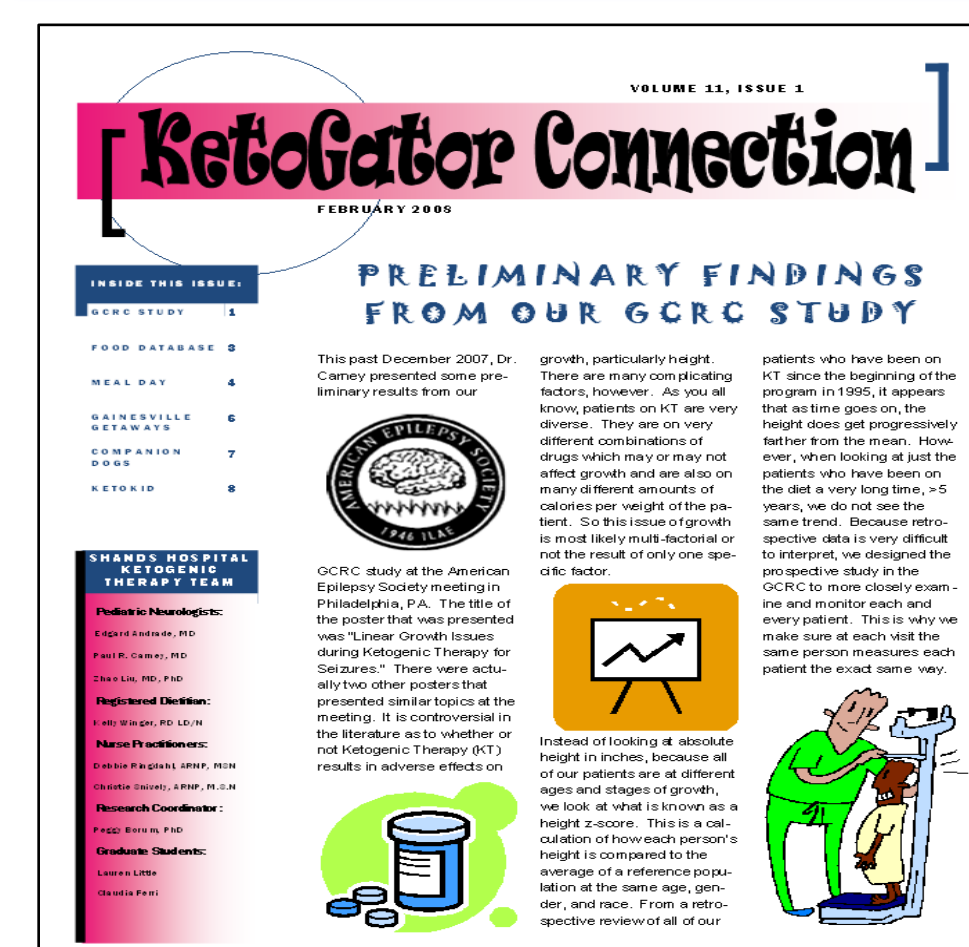 VOLUME 11, ISSUE 1
KetoGator Connection
FEBRUARY 2008
INSIDE THIS ISSUE:
GCRC STUDY 1
FOOD DATABASE 3
MEAL DAY 4
GAINESVILLE 6
GETAWAYS
COMPANION 7
DOGS
KETOKID 8
SHANDS HOSPITAL
KETOGENIC
THERAPY TEAM
Pediatric Neurologists:
Edgard Andrade, MD
Paul R. Carney, MD
Zhao Liu, MD, PhD
Registered Dietitian:
Kelly Winger, RD LD/N
Nurse Practitioners:
Debbie Ringdahl, ARNP, MSN
Christie Snively, ARNP, M.S.N
Research Coordinator:
Peggy Borum, PhD
Graduate Students:
Lauren Little
Claudia Ferri
PRELIMINARY FINDINGS
FROM OUR GCRC STUDY
This past December 2007, Dr.
Carney presented some pre-
liminary results from our
AMERICAN EPILEPSY SOCIETY
1946 ILAE
GCRC study at the American
Epilepsy Society meeting in
Philadelphia, PA. The title of
the poster that was presented
was "Linear Growth Issues
during Ketogenic Therapy for
Seizures." There were actu-
ally two other posters that
presented similar topics at the
meeting. It is controversial in
the literature as to whether or
not Ketogenic Therapy (KT)
results in adverse effects on
growth, particularly height.
There are many complicating
factors, however. As you all
know, patients on KT are very
diverse. They are on very
different combinations of
drugs which may or may not
affect growth and are also on
many different amounts of
calories per weight of the pa-
tient. So this issue of growth
is most likely multi-factorial or
not the result of only one spe-
cific factor.
Instead of looking at absolute
height in inches, because all
of our patients are at different
ages and stages of growth,
we look at what is known as a
height z-score. This is a cal-
culation of how each person's
height is compared to the
average of a reference popu-
lation at the same age, gen-
der, and race. From a retro-
spective review of all of our
patients who have been on
KT since the beginning of the
program in 1995, it appears
that as time goes on, the
height does get progressively
farther from the mean. How-
ever, when looking at just the
patients who have been on
the diet a very long time, >5
years, we do not see the
same trend. Because retro-
spective data is very difficult
to interpret, we designed the
prospective study in the
GCRC to more closely exam-
ine and monitor each and
every patient. This is why we
make sure at each visit the
same person measures each
patient the exact same way.